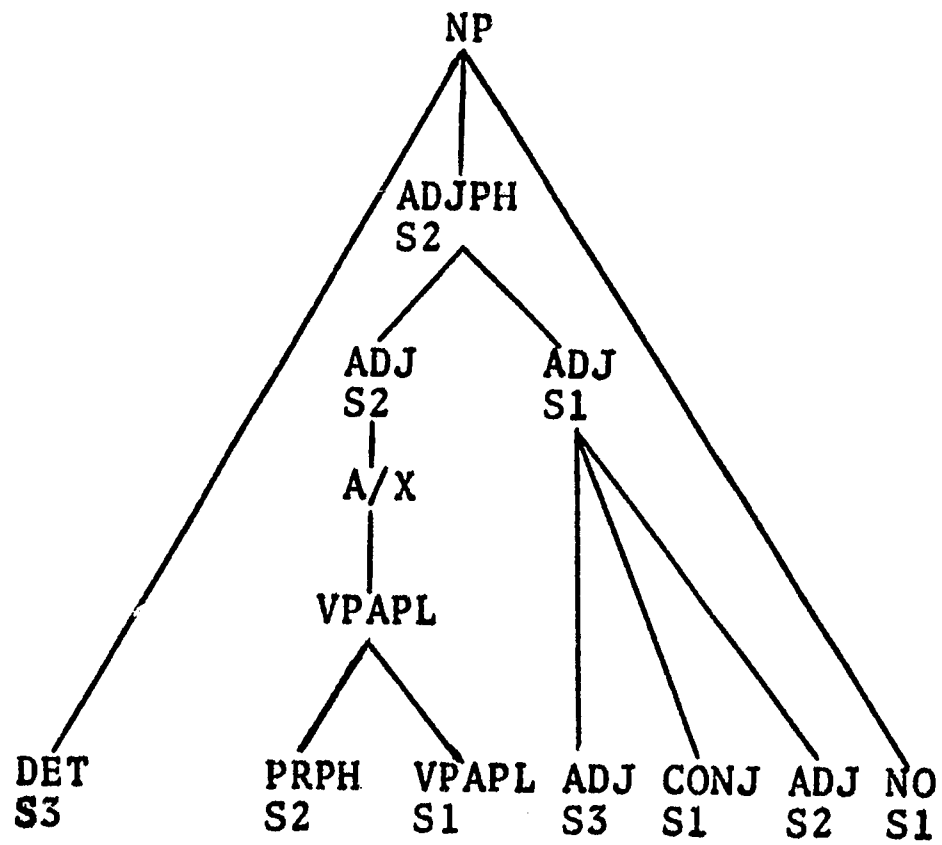 NP
ADJPH
S2
ADJ ADJ
S2 S1
A/X
VPAPL
DET PRPH VPAPL ADJ CONJ ADJ NO
S3 S2 S1 S3 S1 S2 S1